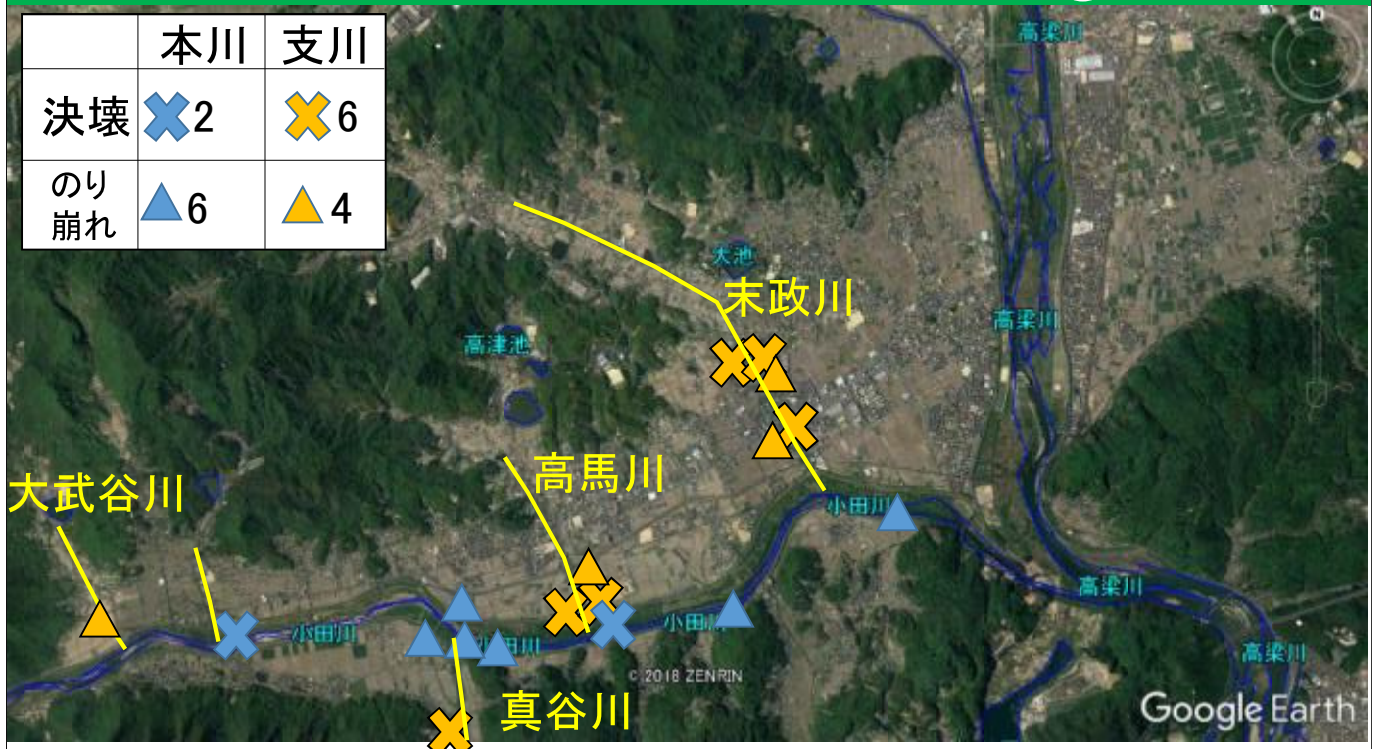 本川 支川
決壊 2 6
のり
崩れ 6 4
高梁川
N
大池
末政川
高梁川
高津池
高馬川
大武谷川
小田川
高梁川
小田川
小田川
小田川
高梁川
© 2018 ZENRIN
真谷川
Google Earth